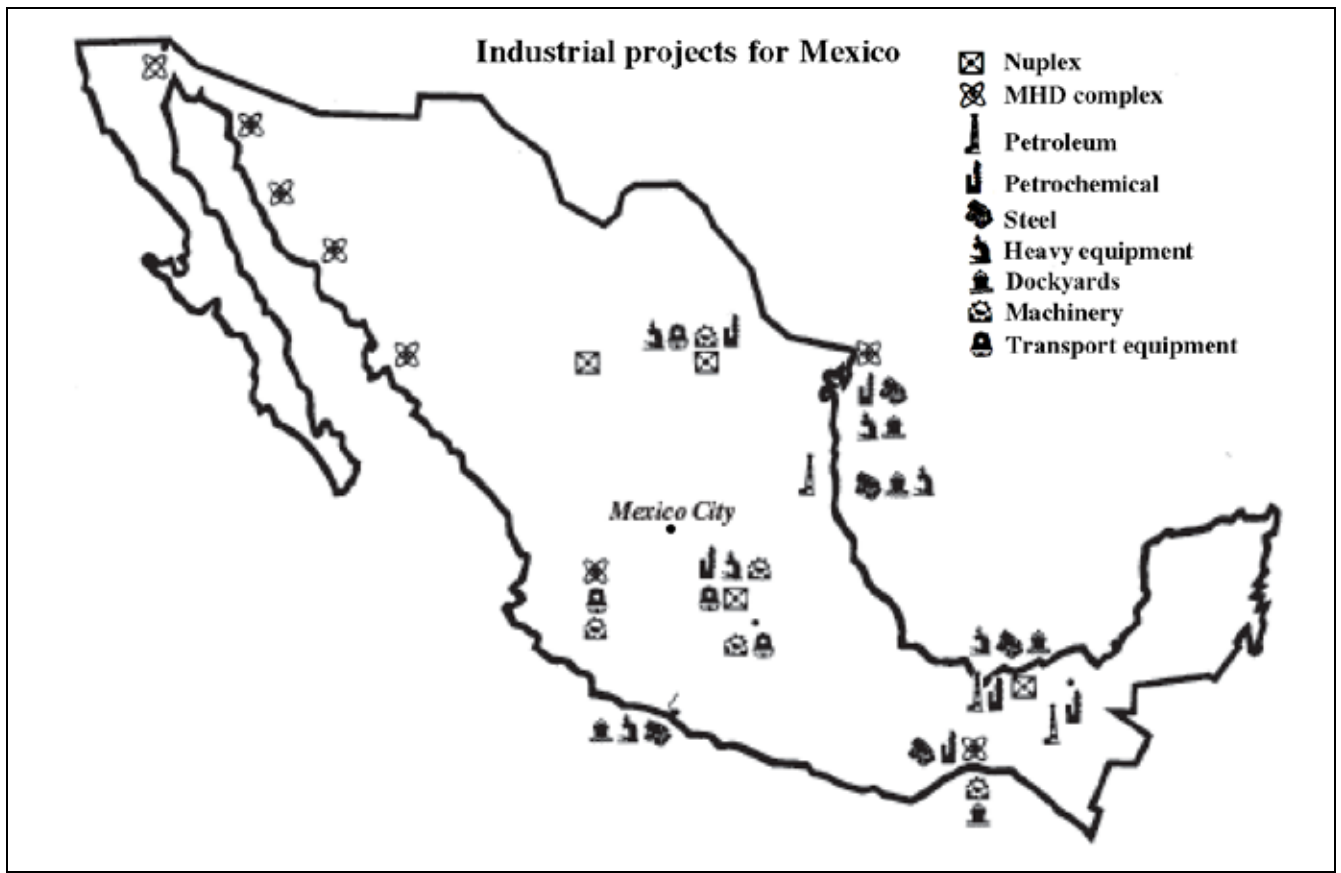 Industrial projects for Mexico
Nuplex
MHD complex
Petroleum
Petrochemical
Steel
Heavy equipment
Dockyards
Machinery
Transport equipment
Mexico City